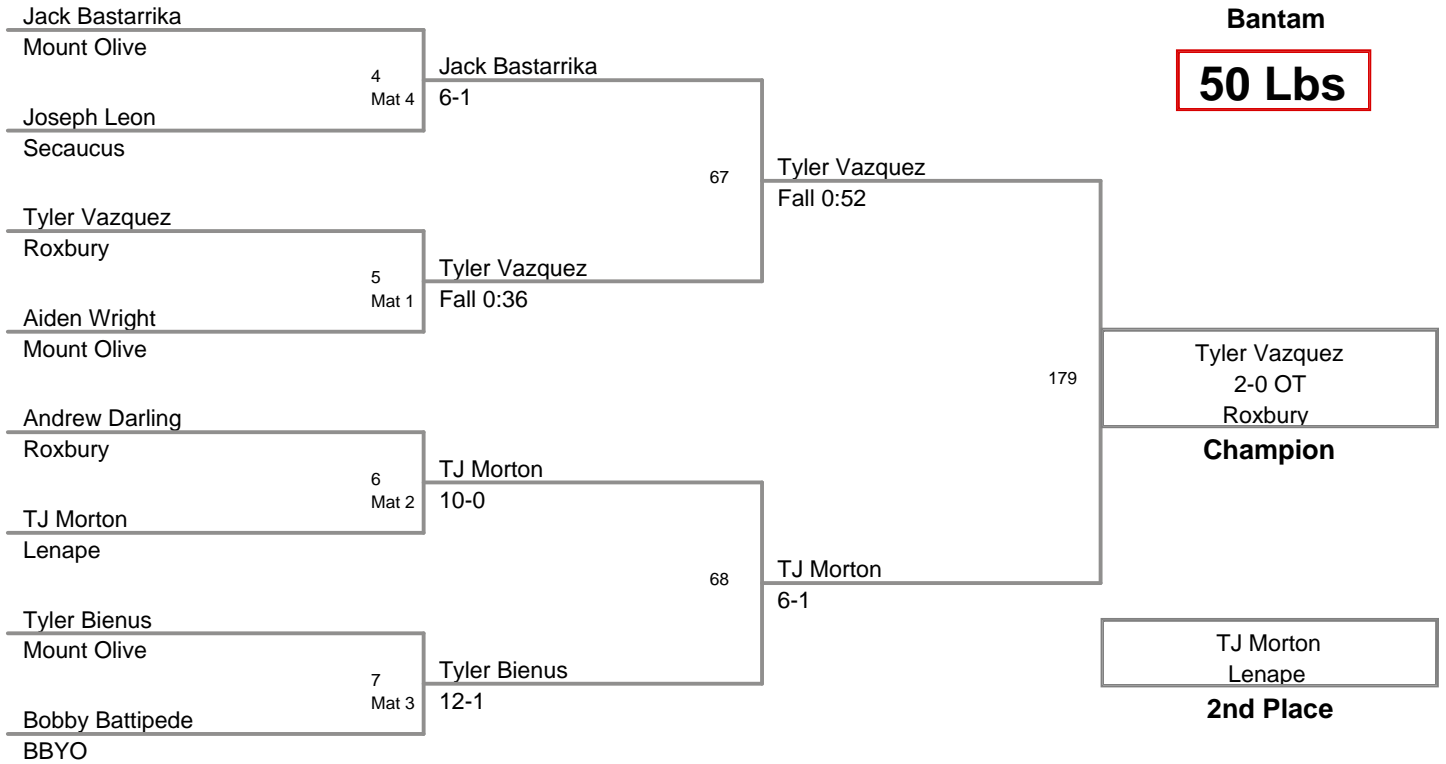 Jack Bastarrika
Mount Olive
4
Mat 4
Joseph Leon
Secaucus
Tyler Vazquez
Roxbury
5
Mat 1
Aiden Wright
Mount Olive
Andrew Darling
Roxbury
6
Mat 2
TJ Morton
Lenape
Tyler Bienus
Mount Olive
7
Mat 3
Bobby Battipede
BBYO
Jack Bastarrika
6-1
67
Tyler Vazquez
Fall 0:36
TJ Morton
10-0
68
Tyler Bienus
12-1
Tyler Vazquez
Fall 0:52
179
TJ Morton
6-1
Bantam
50 Lbs
Tyler Vazquez
2-0 OT
Roxbury
Champion
TJ Morton
Lenape
2nd Place